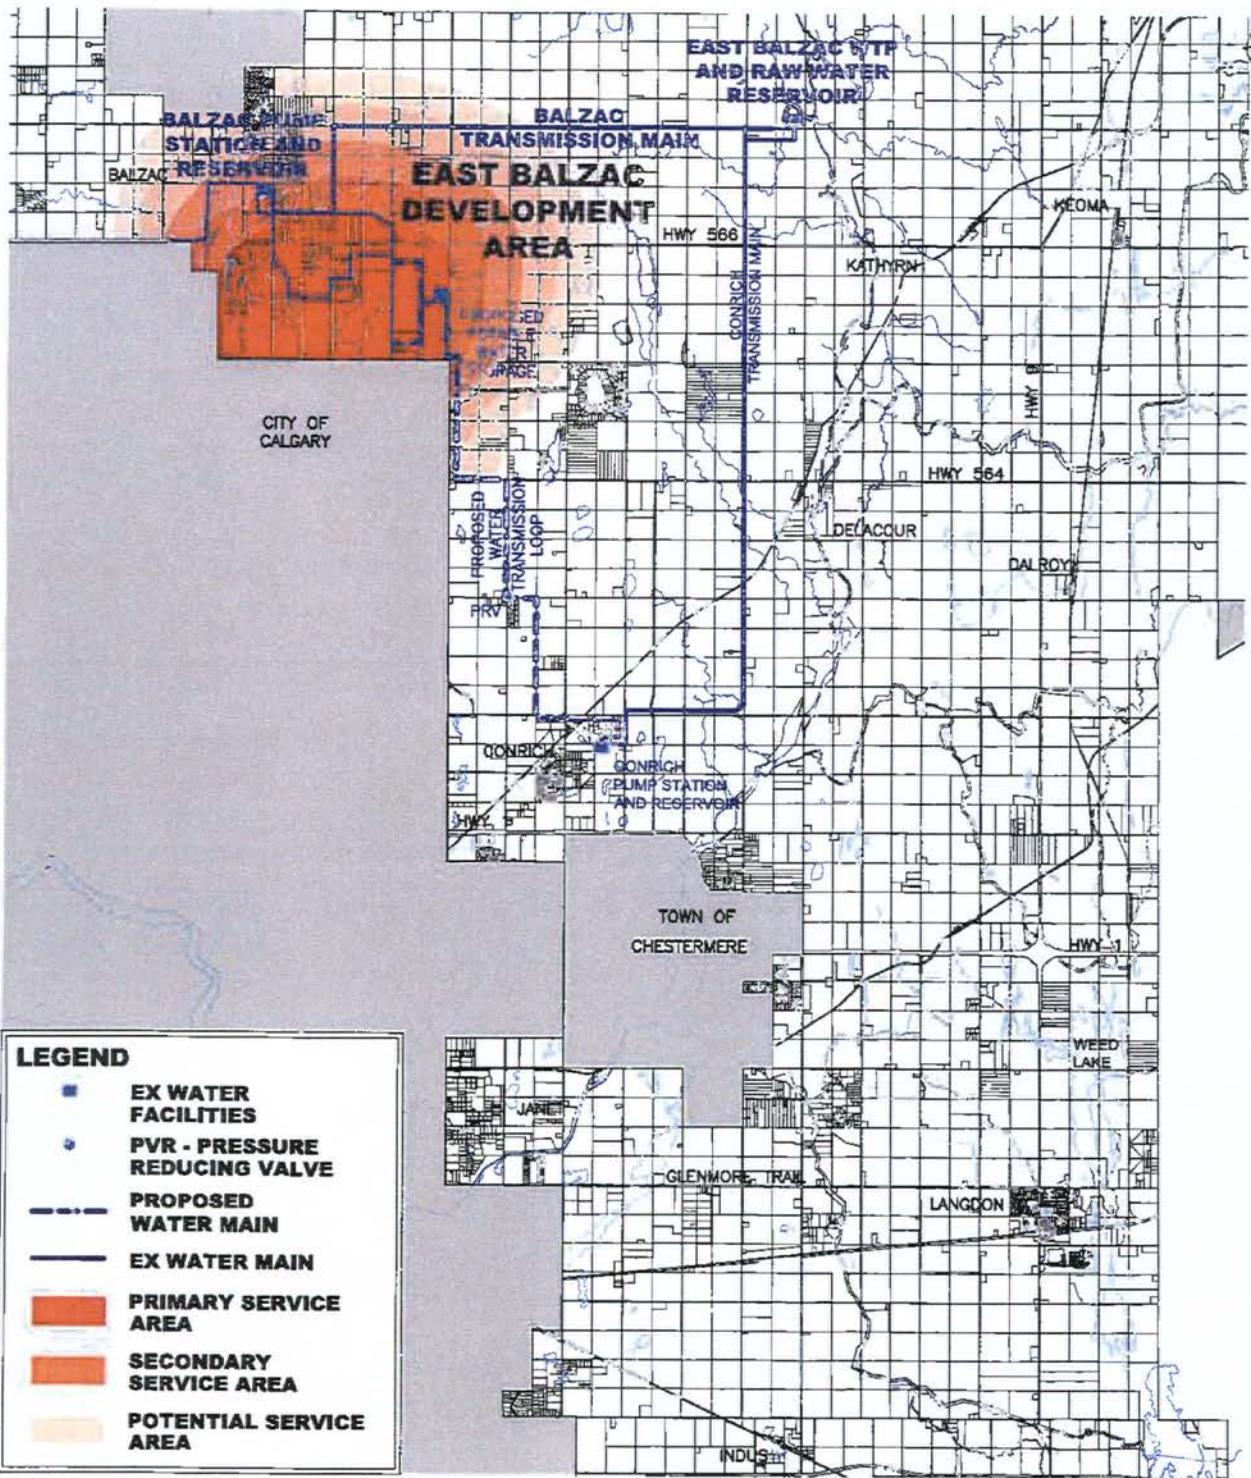 EAST BALZAC WTP
AND RAW WATER
RESERVOIR
BALZAC PUMP
STATION AND
RESERVOIR
BALZAC
BALZAC
TRANSMISSION MAIN
EAST BALZAC
DEVELOPMENT
AREA
HWY 566
KEOMA
KATHYRN
CONRICH
TRANSMISSION MAIN
PROPOSED
STORAGE
CITY OF
CALGARY
HWY 9
HWY 564
PROPOSED
WATER
TRANSMISSION
LOOP
DELACOUR
DALROY
PRV
CONRICH
CONRICH
PUMP STATION
AND RESERVOIR
HWY 1
TOWN OF
CHESTERMERE
HWY 1
WEED
LAKE
JANET
GLENMORE TRAIL
LANGDON
INDUS
LEGEND
EX WATER
FACILITIES
PVR - PRESSURE
REDUCING VALVE
PROPOSED
WATER MAIN
EX WATER MAIN
PRIMARY SERVICE
AREA
SECONDARY
SERVICE AREA
POTENTIAL SERVICE
AREA